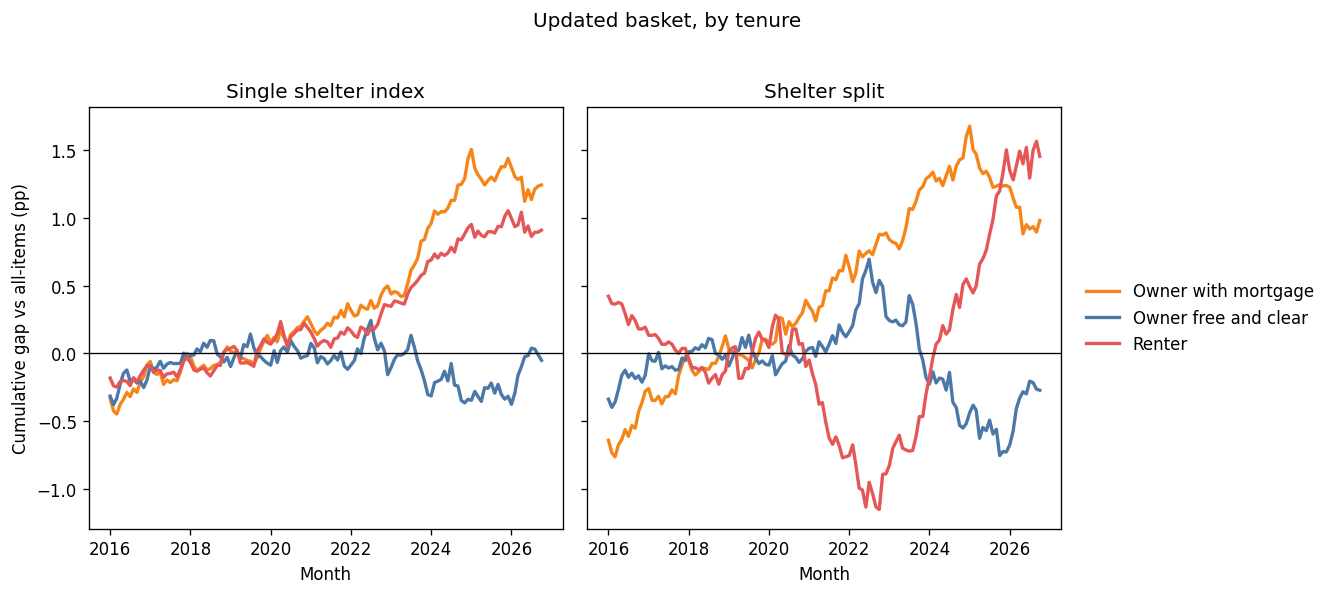 Updated basket, by tenure
Single shelter index
Shelter split
Cumulative gap vs all-items (pp)
1.5
1.0
0.5
0.0
−0.5
−1.0
2016 2018 2020 2022 2024 2026
Month
2016 2018 2020 2022 2024 2026
Month
Owner with mortgage
Owner free and clear
Renter